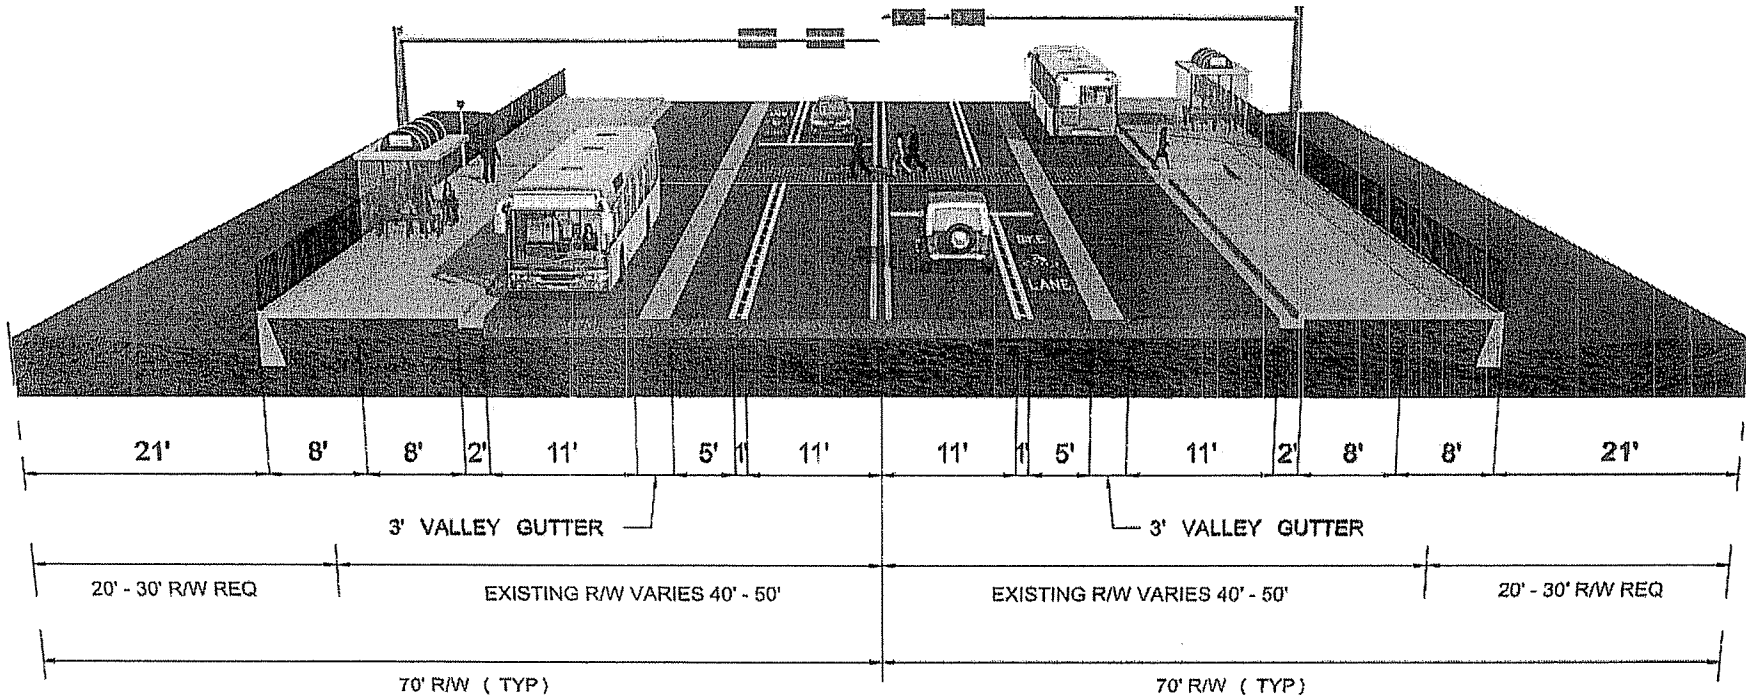 BIKE
LANE
21' 8' 8' 2' 11' 5' 1' 11' 11' 1' 5' 11' 2' 8' 8' 21'
3' VALLEY GUTTER 3' VALLEY GUTTER
20' - 30' R/W REQ EXISTING R/W VARIES 40' - 50' EXISTING R/W VARIES 40' - 50' 20' - 30' R/W REQ
70' R/W ( TYP ) 70' R/W ( TYP )